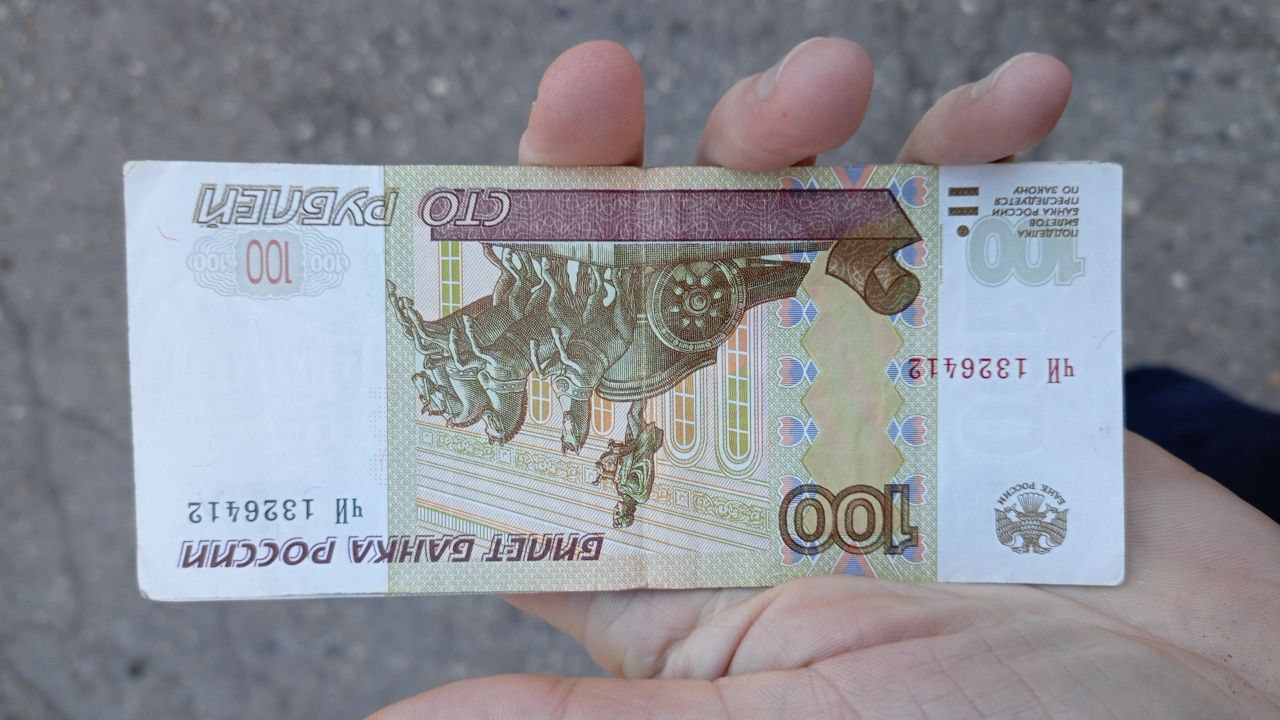 БАНК РОССИИ
100
БИЛЕТ БАНКА РОССИИ
чИ 1326412
чИ 1326412
100
ПОДДЕЛКА
БИЛЕТОВ
БАНКА РОССИИ
ПРЕСЛЕДУЕТСЯ
ПО ЗАКОНУ
100 100 100
СТО РУБЛЕЙ